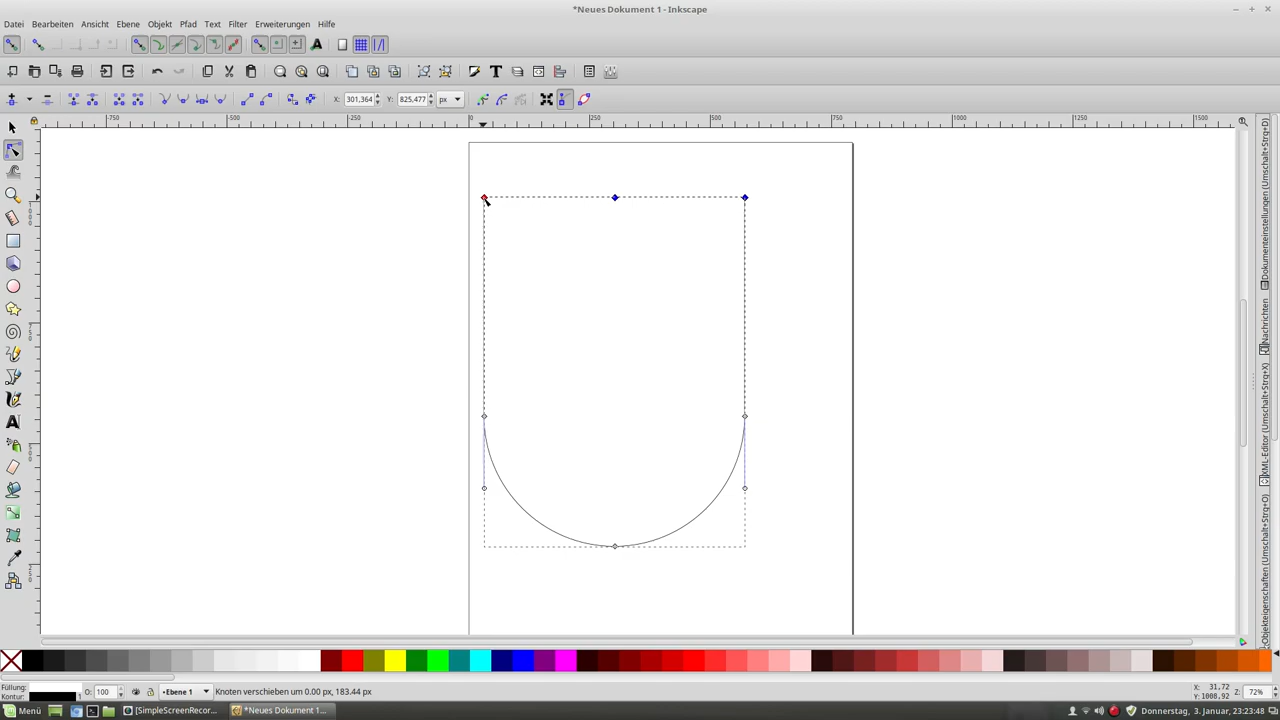 *Neues Dokument 1 - Inkscape
Datei Bearbeiten Ansicht Ebene Objekt Pfad Text Filter Erweiterungen Hilfe
X: 301,364 Y: 825,477 px
-750 -500 -250 0 250 500 750 1000 1250 1500
Dokumenteinstellungen (Umschalt+Strg+D)
Nachrichten
XML-Editor (Umschalt+Strg+X)
Objekteigenschaften (Umschalt+Strg+O)
Füllung:
Kontur: 1
O: 100
•Ebene 1
Knoten verschieben um 0.00 px, 183.44 px
X: 31,72
Y: 1008,92
Z: 72%
Menü
[SimpleScreenRecor...
*Neues Dokument 1...
Donnerstag, 3. Januar, 23:23:48